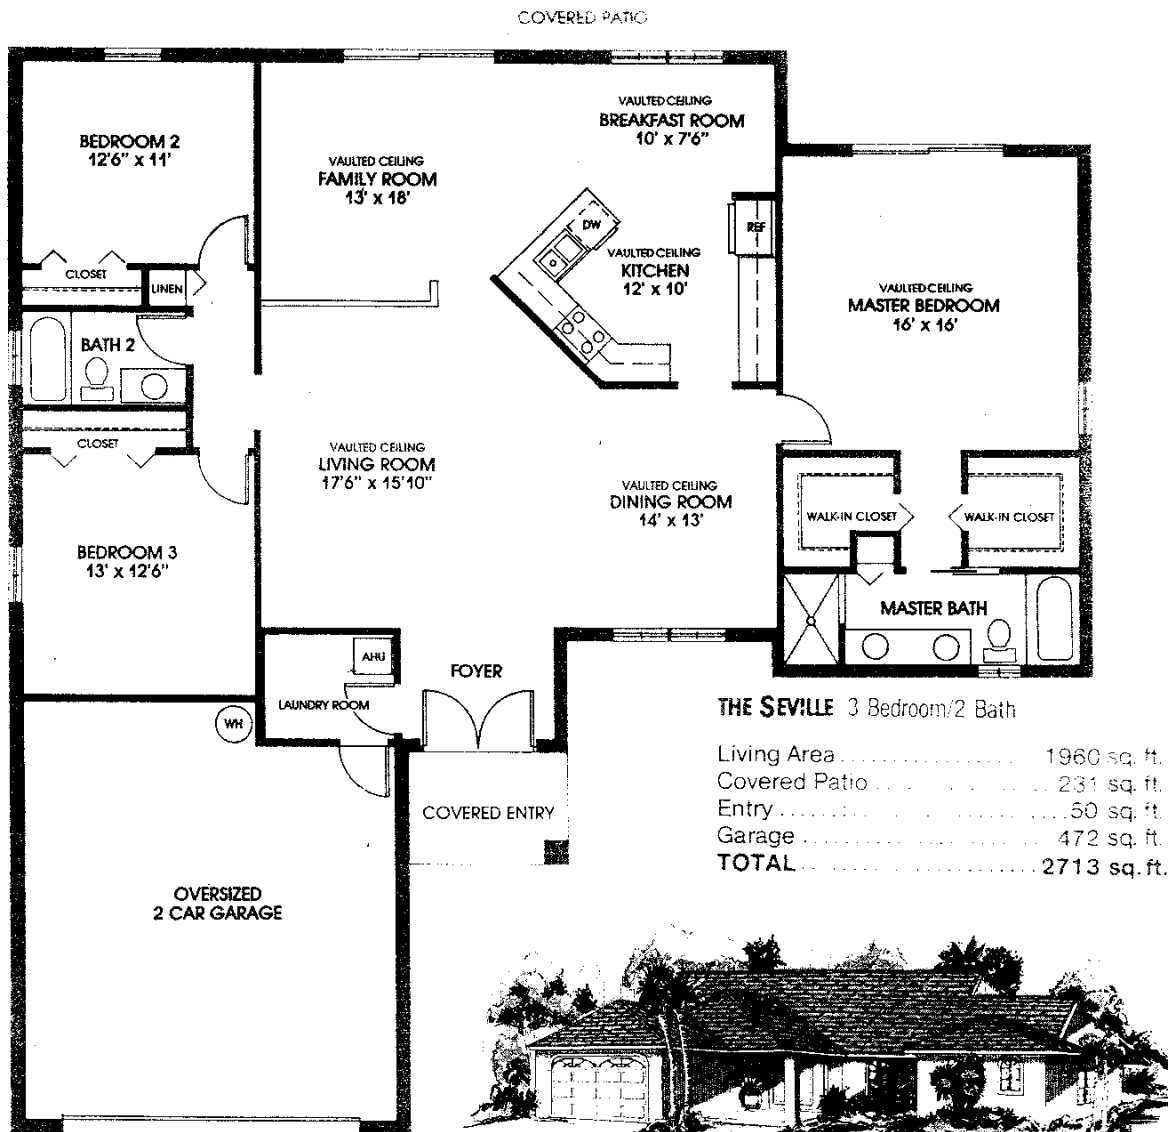 COVERED PATIO
BEDROOM 2
12'6" x 11'
VAULTED CEILING
FAMILY ROOM
13' x 18'
VAULTED CEILING
BREAKFAST ROOM
10' x 7'6"
DW
REF
VAULTED CEILING
KITCHEN
12' x 10'
VAULTED CEILING
MASTER BEDROOM
16' x 16'
CLOSET
LINEN
BATH 2
CLOSET
VAULTED CEILING
LIVING ROOM
17'6" x 15'10"
VAULTED CEILING
DINING ROOM
14' x 13'
WALK-IN CLOSET
WALK-IN CLOSET
BEDROOM 3
13' x 12'6"
MASTER BATH
AHU
FOYER
LAUNDRY ROOM
WH
COVERED ENTRY
OVERSIZED
2 CAR GARAGE
THE SEVILLE 3 Bedroom/2 Bath
Living Area ................ 1960 sq. ft.
Covered Patio ............. 231 sq. ft.
Entry ..................... 50 sq. ft.
Garage .................... 472 sq. ft.
TOTAL ..................... 2713 sq. ft.